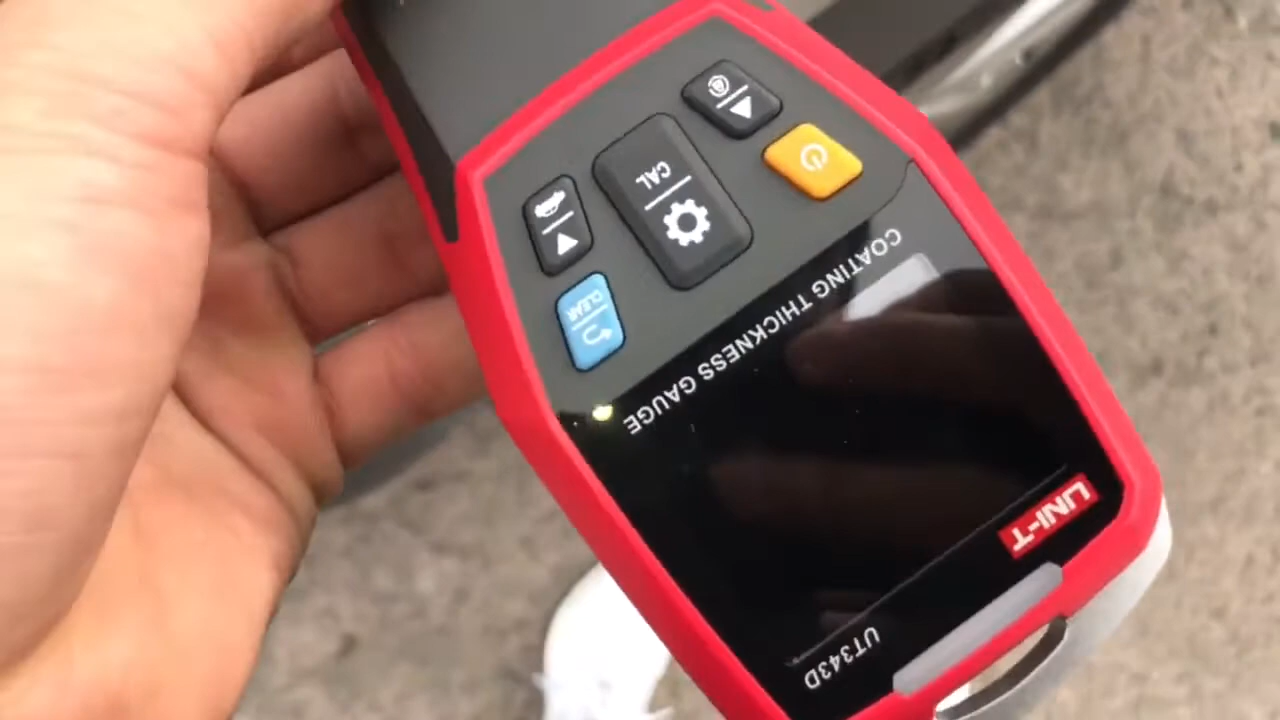 UNI-T
UT343D
COATING THICKNESS GAUGE
CLEAR
CAL